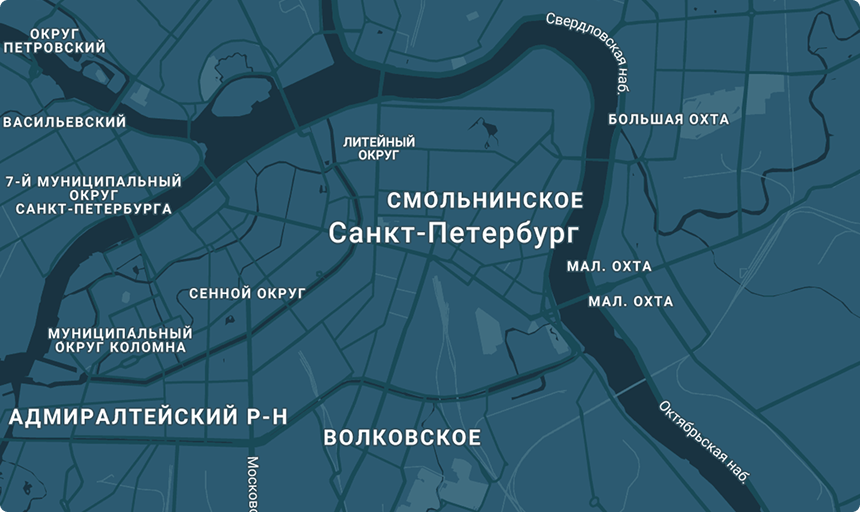 Свердловская наб.
ОКРУГ
ПЕТРОВСКИЙ
ВАСИЛЬЕВСКИЙ
БОЛЬШАЯ ОХТА
ЛИТЕЙНЫЙ
ОКРУГ
7-Й МУНИЦИПАЛЬНЫЙ
ОКРУГ
САНКТ-ПЕТЕРБУРГА
СМОЛЬНИНСКОЕ
Санкт-Петербург
МАЛ. ОХТА
СЕННОЙ ОКРУГ
МАЛ. ОХТА
МУНИЦИПАЛЬНЫЙ
ОКРУГ КОЛОМНА
АДМИРАЛТЕЙСКИЙ Р-Н
ВОЛКОВСКОЕ
Октябрьская наб.
Московс